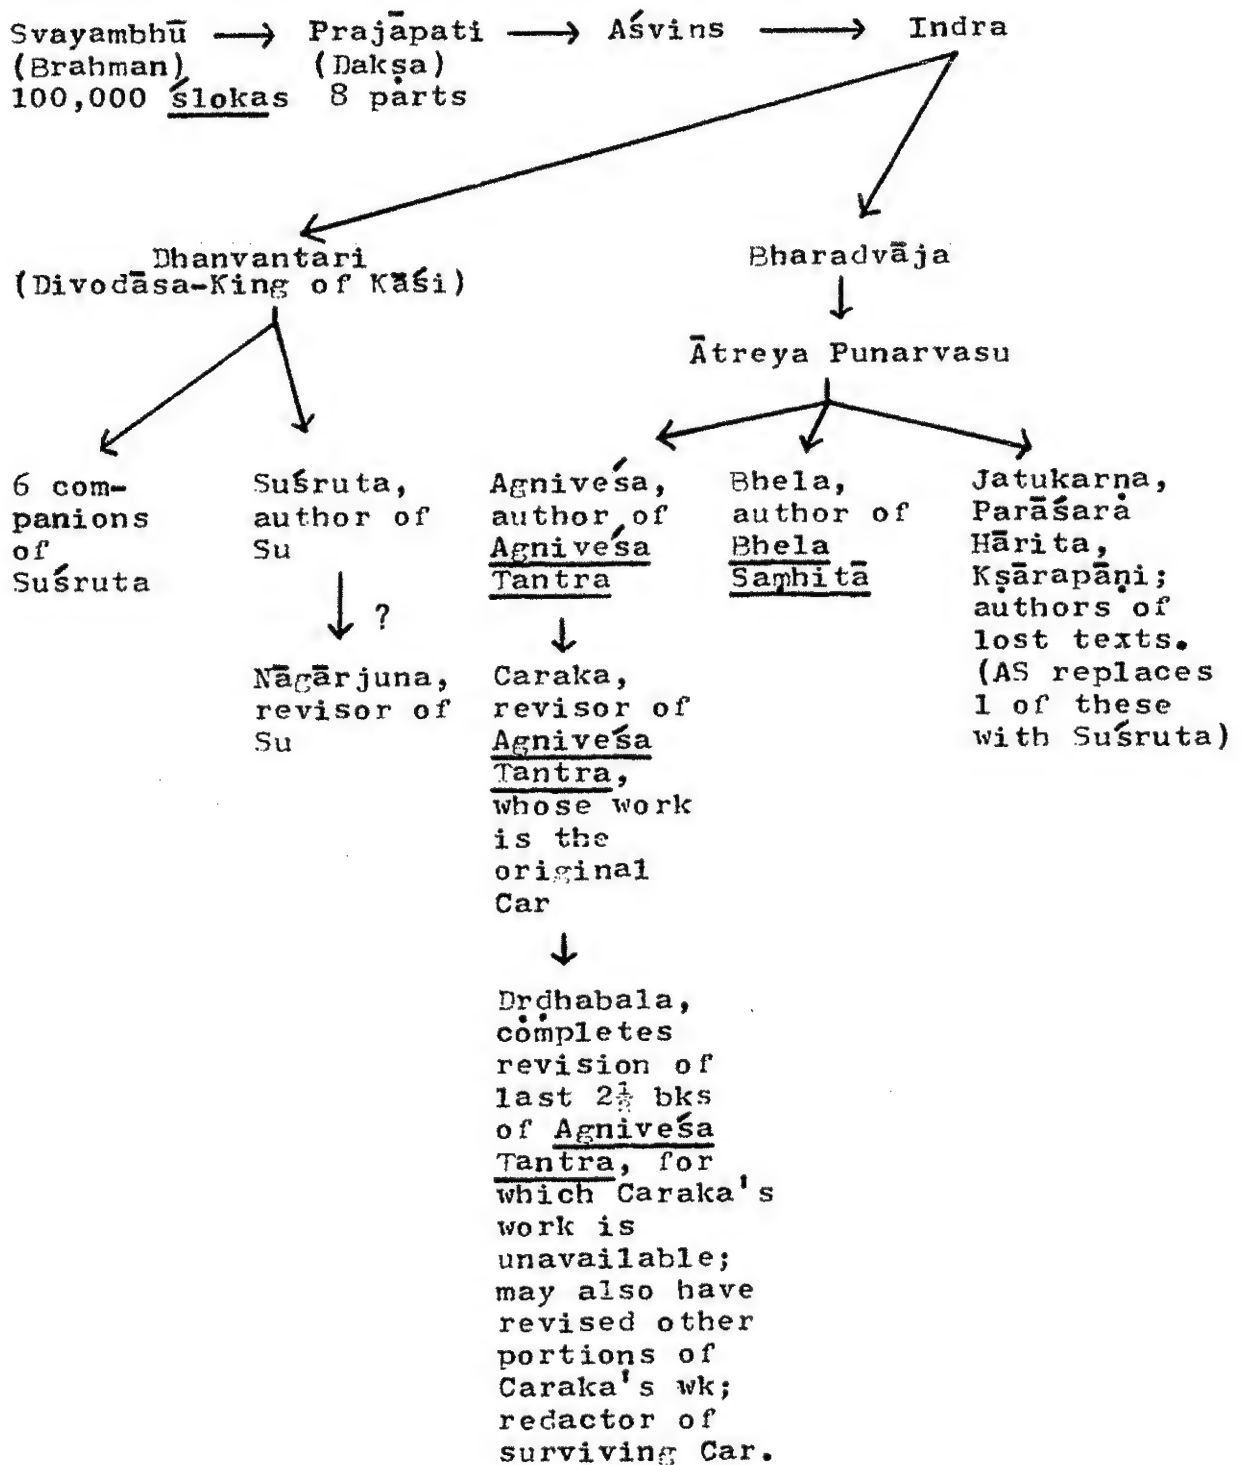 Svayambhū → Prajāpati → Aśvins → Indra
(Brahman) (Dakṣa)
100,000 ślokas 8 parts
Dhanvantari
(Divodāsa-King of Kāśi)
Bharadvāja
Ātreya Punarvasu
6 com-
panions
of
Suśruta
Suśruta,
author of
Su
?
Nāgārjuna,
revisor of
Su
Agniveśa,
author of
Agniveśa
Tantra
Caraka,
revisor of
Agniveśa
Tantra,
whose work
is the
original
Car
Dṛḍhabala,
completes
revision of
last 2½ bks
of Agniveśa
Tantra, for
which Caraka's
work is
unavailable;
may also have
revised other
portions of
Caraka's wk;
redactor of
surviving Car.
Bhela,
author of
Bhela
Saṃhitā
Jatukarṇa,
Parāśara
Hārita,
Kṣārapāṇi;
authors of
lost texts.
(AS replaces
1 of these
with Suśruta)